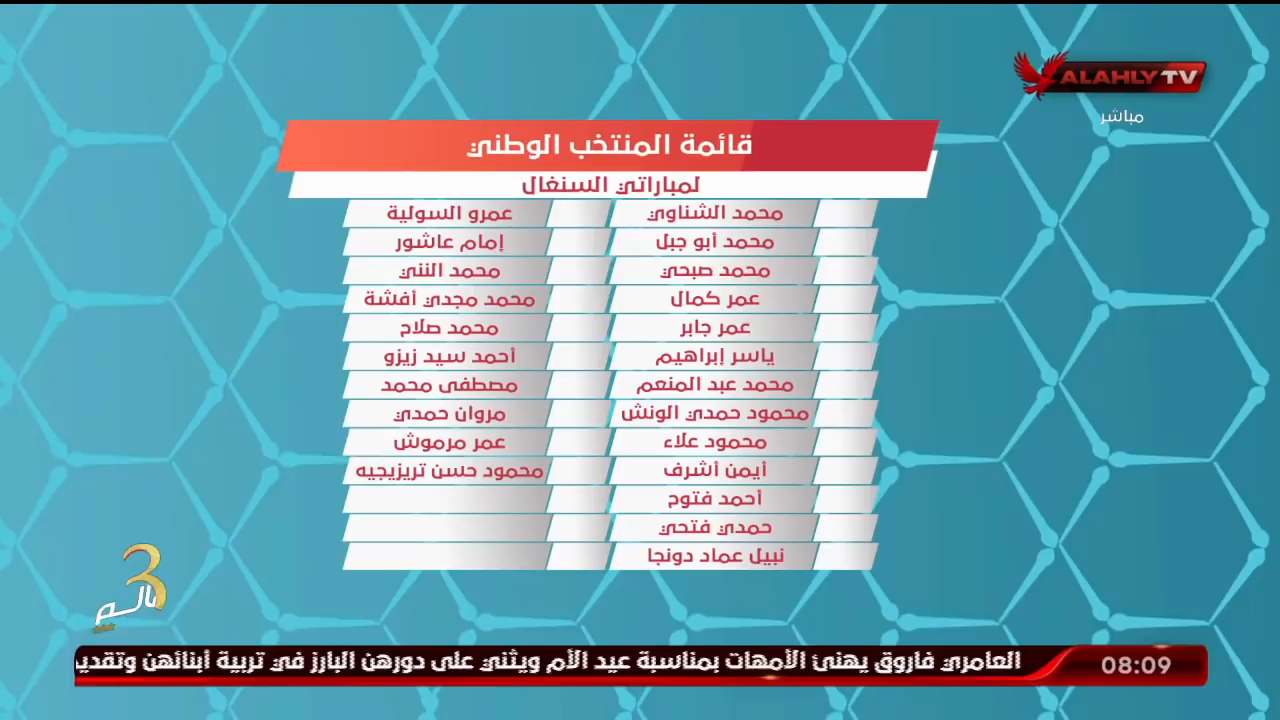 ALAHLY TV
مباشر
قائمة المنتخب الوطني
لمباراتي السنغال
محمد الشناوي
محمد أبو جبل
محمد صبحي
عمر كمال
عمر جابر
ياسر إبراهيم
محمد عبد المنعم
محمود حمدي الونش
محمود علاء
أيمن أشرف
أحمد فتوح
حمدي فتحي
نبيل عماد دونجا
عمرو السولية
إمام عاشور
محمد النني
محمد مجدي أفشة
محمد صلاح
أحمد سيد زيزو
مصطفى محمد
مروان حمدي
عمر مرموش
محمود حسن تريزيجيه
3
08:09
العامري فاروق يهنئ الأمهات بمناسبة عيد الأم ويثني على دورهن البارز في تربية أبنائهن وتقديم